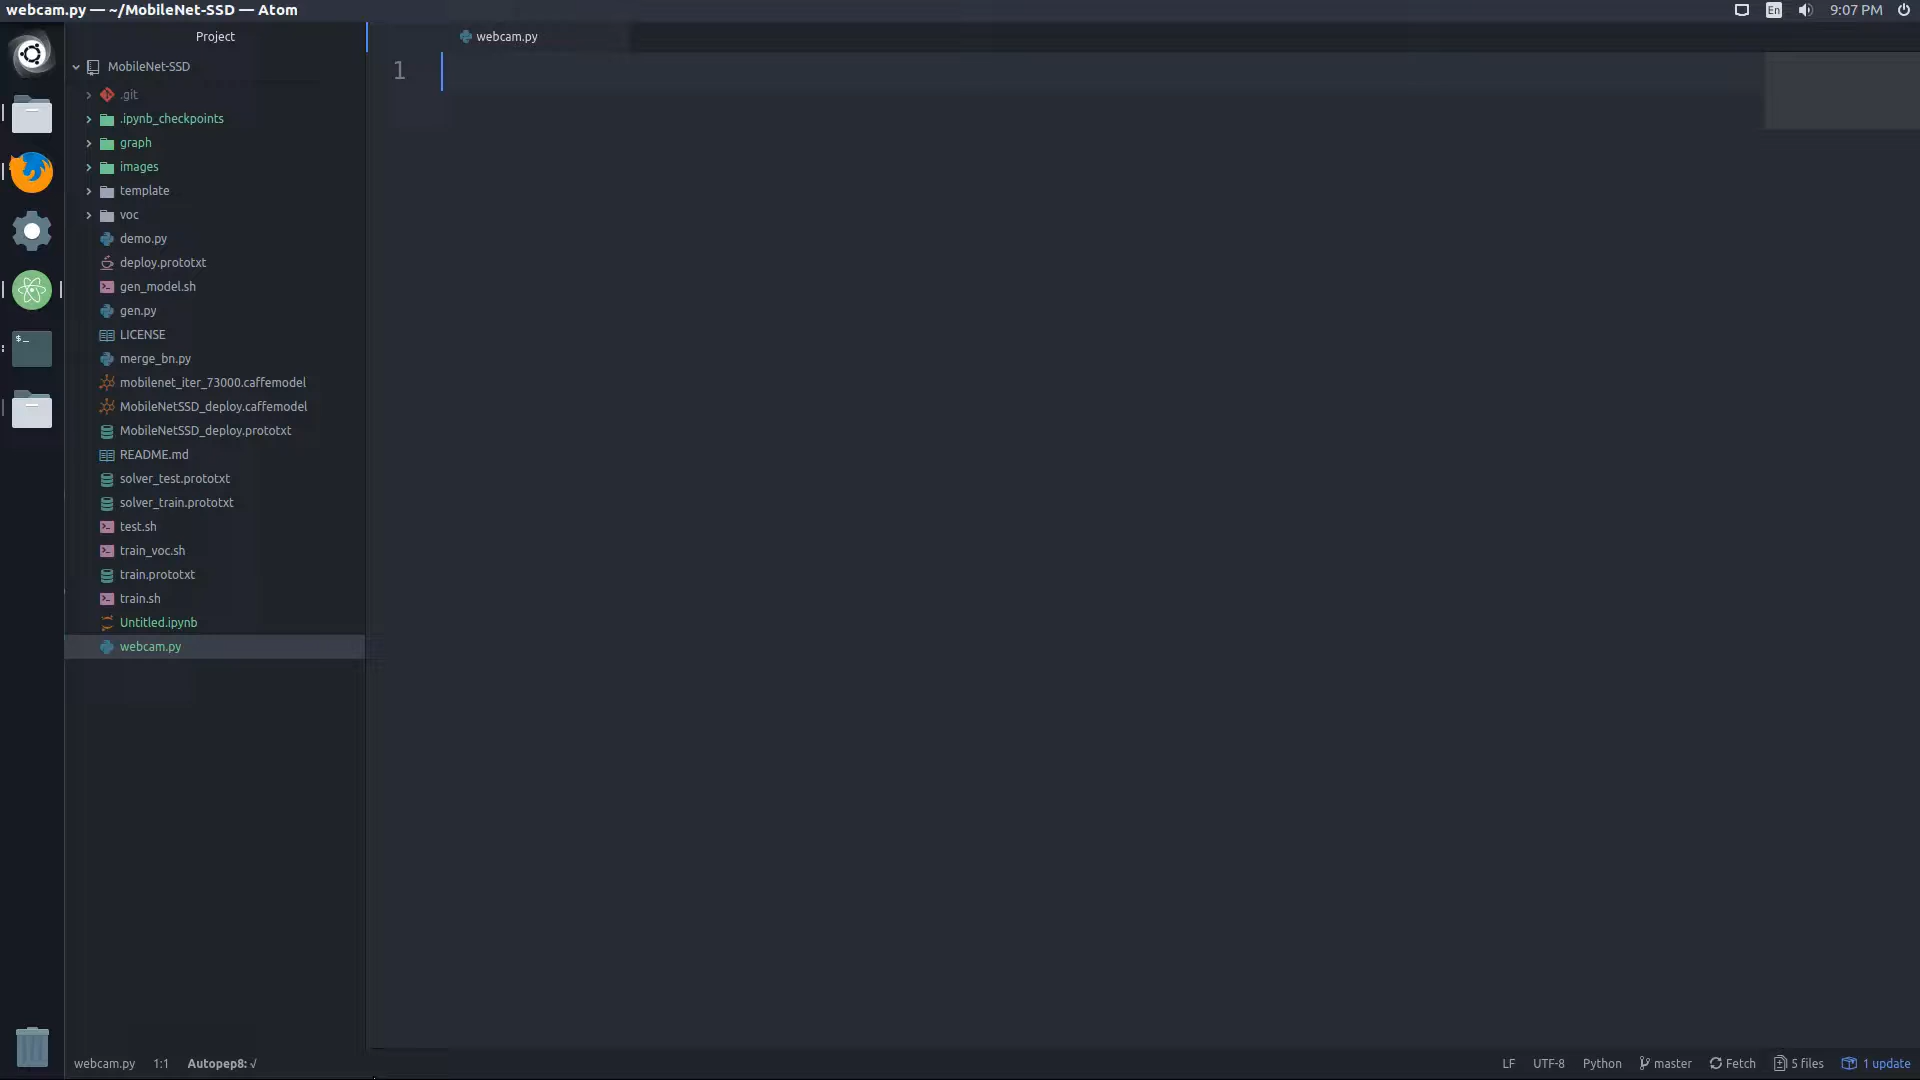 webcam.py — ~/MobileNet-SSD — Atom
En
9:07 PM
Project
webcam.py
MobileNet-SSD
1
.git
.ipynb_checkpoints
graph
images
template
voc
demo.py
deploy.prototxt
gen_model.sh
gen.py
LICENSE
merge_bn.py
mobilenet_iter_73000.caffemodel
MobileNetSSD_deploy.caffemodel
MobileNetSSD_deploy.prototxt
README.md
solver_test.prototxt
solver_train.prototxt
test.sh
train_voc.sh
train.prototxt
train.sh
Untitled.ipynb
webcam.py
webcam.py 1:1 Autopep8: √ LF UTF-8 Python master Fetch 5 files 1 update